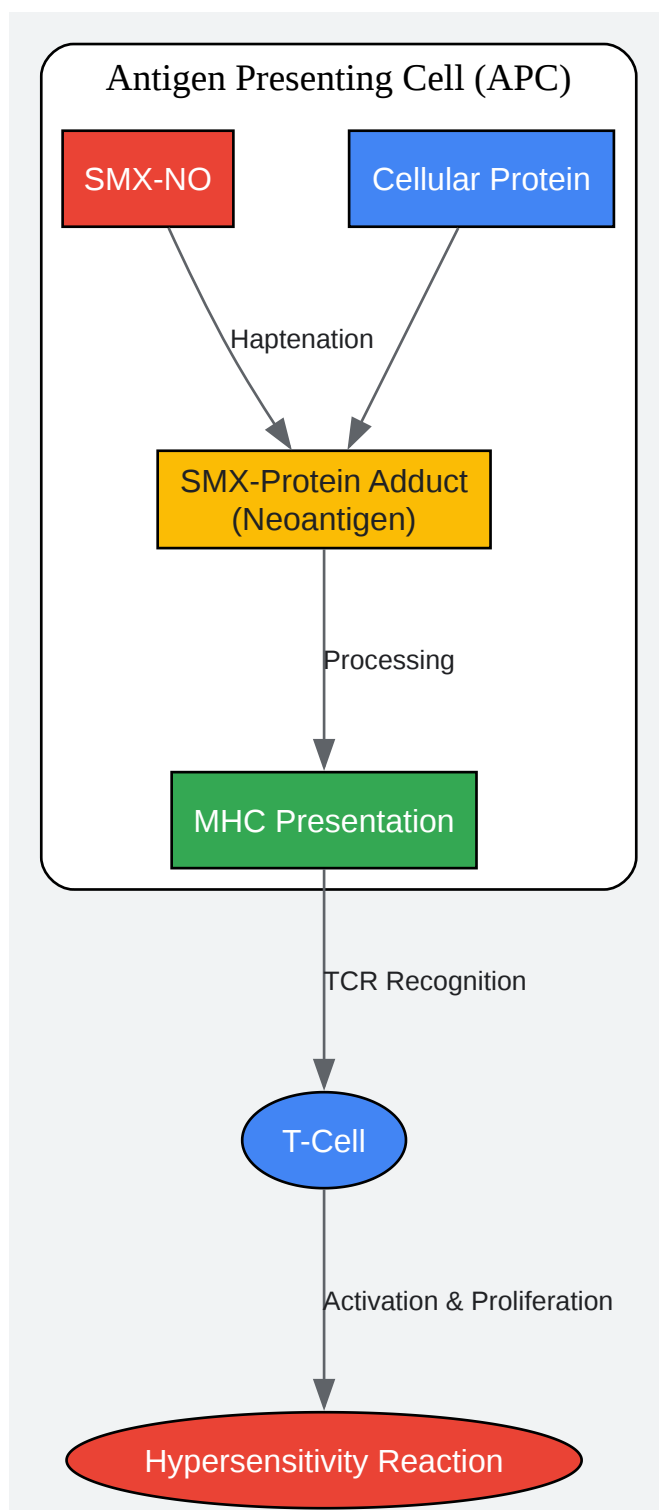 Antigen Presenting Cell (APC)
SMX-NO
Cellular Protein
Haptenation
SMX-Protein Adduct
(Neoantigen)
Processing
MHC Presentation
TCR Recognition
T-Cell
Activation & Proliferation
Hypersensitivity Reaction